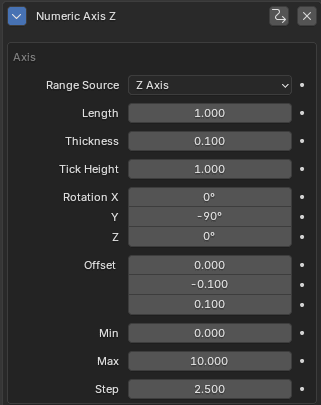 Numeric Axis Z
Axis
Range Source Z Axis
Length 1.000
Thickness 0.100
Tick Height 1.000
Rotation X 0°
Y -90°
Z 0°
Offset 0.000
-0.100
0.100
Min 0.000
Max 10.000
Step 2.500